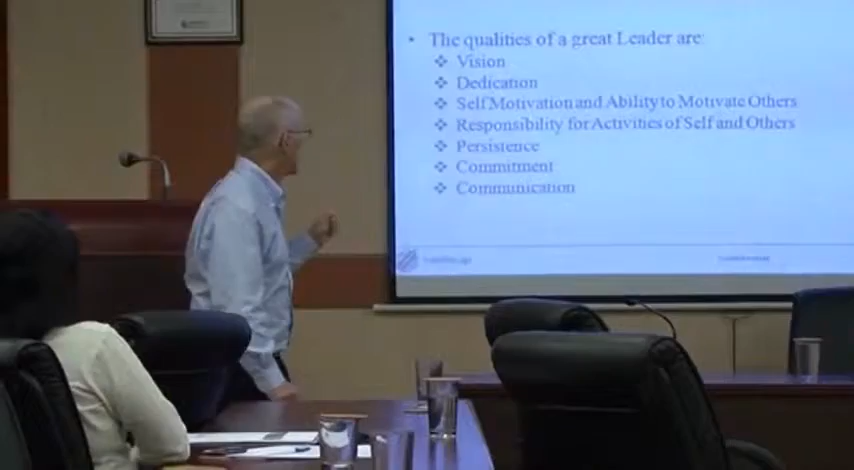 • The qualities of a great Leader are:
❖ Vision
❖ Dedication
❖ Self Motivation and Ability to Motivate Others
❖ Responsibility for Activities of Self and Others
❖ Persistence
❖ Commitment
❖ Communication